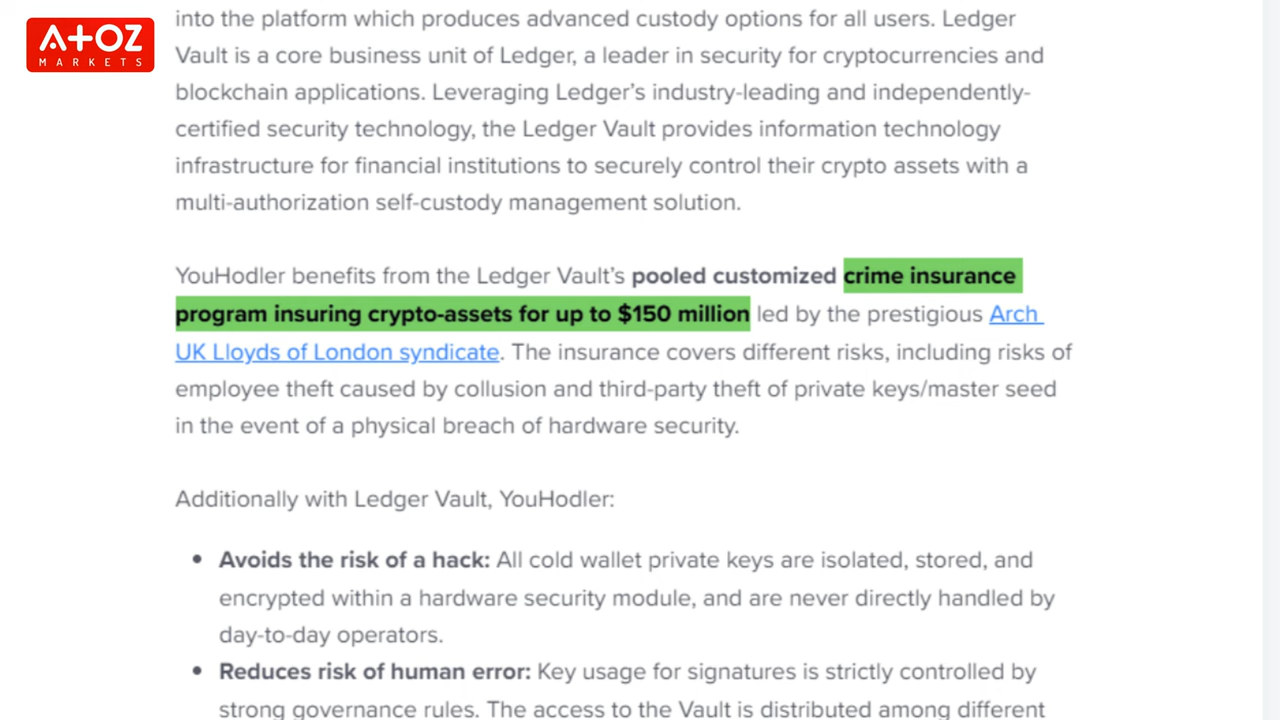 A+OZ
MARKETS
into the platform which produces advanced custody options for all users. Ledger
Vault is a core business unit of Ledger, a leader in security for cryptocurrencies and
blockchain applications. Leveraging Ledger's industry-leading and independently-
certified security technology, the Ledger Vault provides information technology
infrastructure for financial institutions to securely control their crypto assets with a
multi-authorization self-custody management solution.
YouHodler benefits from the Ledger Vault's pooled customized crime insurance
program insuring crypto-assets for up to $150 million led by the prestigious Arch
UK Lloyds of London syndicate. The insurance covers different risks, including risks of
employee theft caused by collusion and third-party theft of private keys/master seed
in the event of a physical breach of hardware security.
Additionally with Ledger Vault, YouHodler:
• Avoids the risk of a hack: All cold wallet private keys are isolated, stored, and
encrypted within a hardware security module, and are never directly handled by
day-to-day operators.
• Reduces risk of human error: Key usage for signatures is strictly controlled by
strong governance rules. The access to the Vault is distributed among different